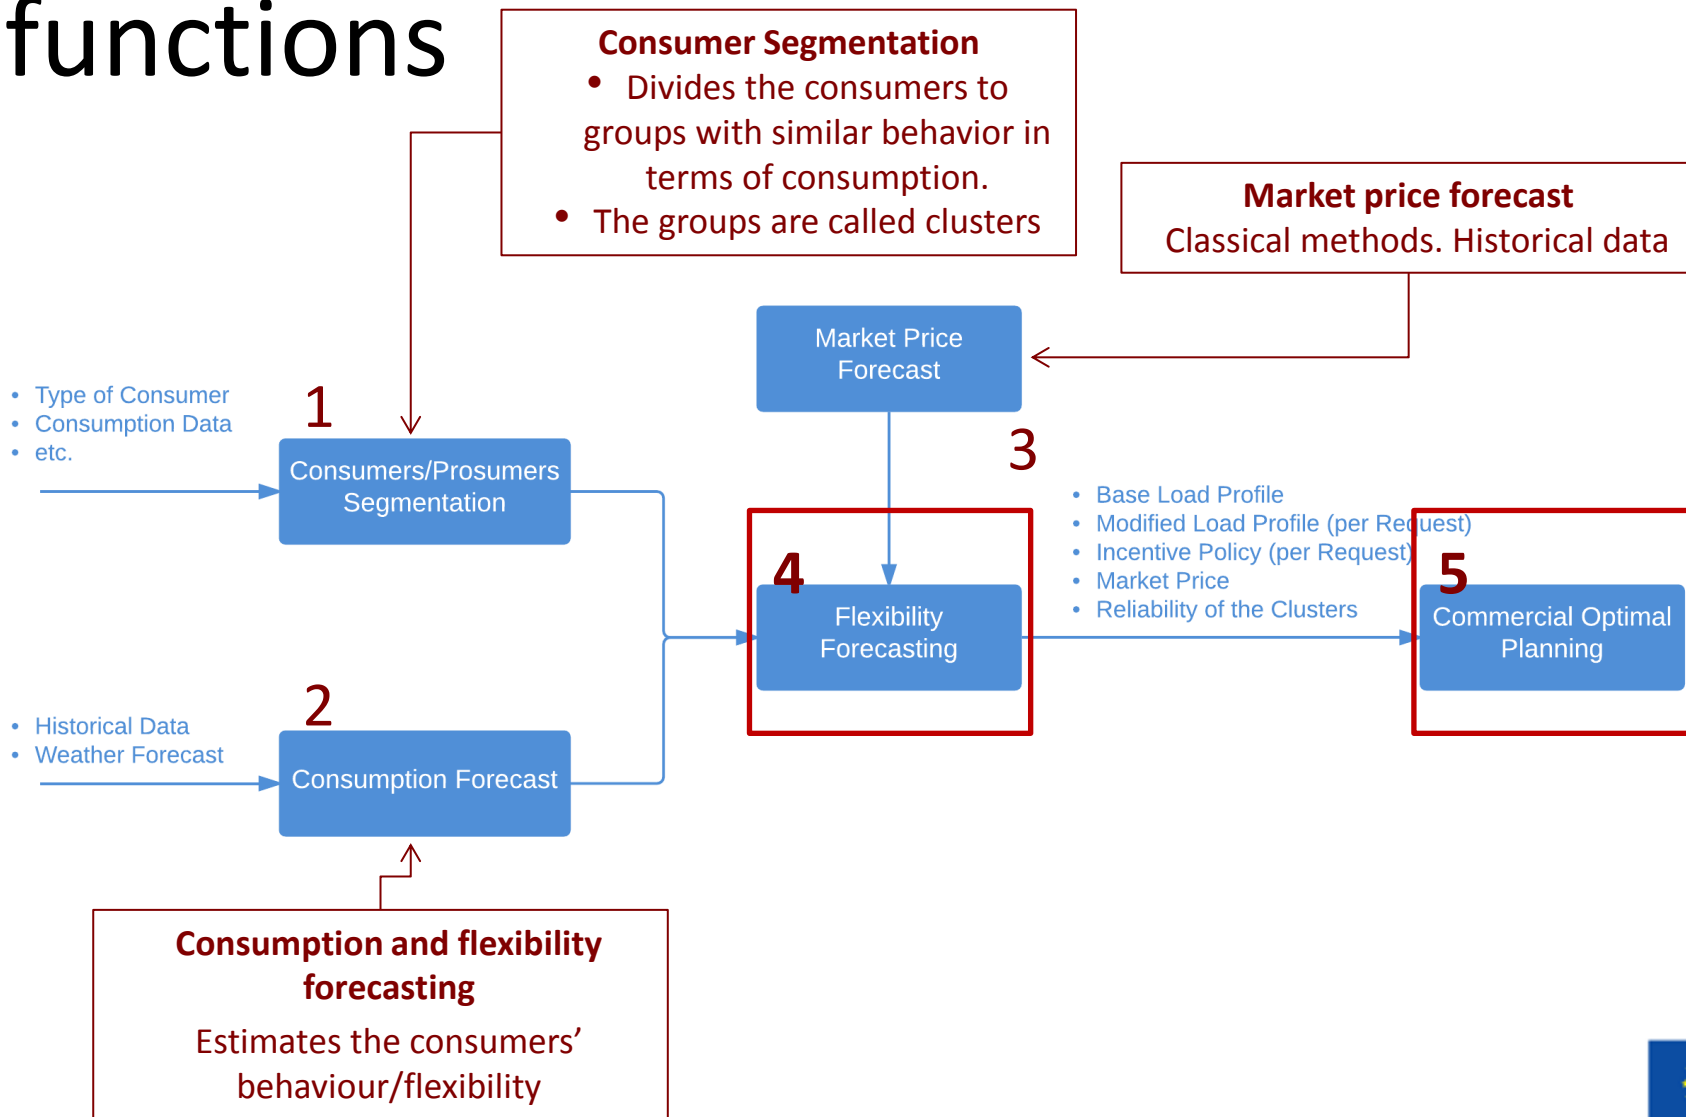 functions
Consumer Segmentation
• Divides the consumers to
groups with similar behavior in
terms of consumption.
• The groups are called clusters
Market price forecast
Classical methods. Historical data
Market Price
Forecast
• Type of Consumer
• Consumption Data
• etc.
1
Consumers/Prosumers
Segmentation
3
• Base Load Profile
• Modified Load Profile (per Request)
• Incentive Policy (per Request)
• Market Price
• Reliability of the Clusters
4
Flexibility
Forecasting
5
Commercial Optimal
Planning
2
• Historical Data
• Weather Forecast
Consumption Forecast
Consumption and flexibility
forecasting
Estimates the consumers’
behaviour/flexibility